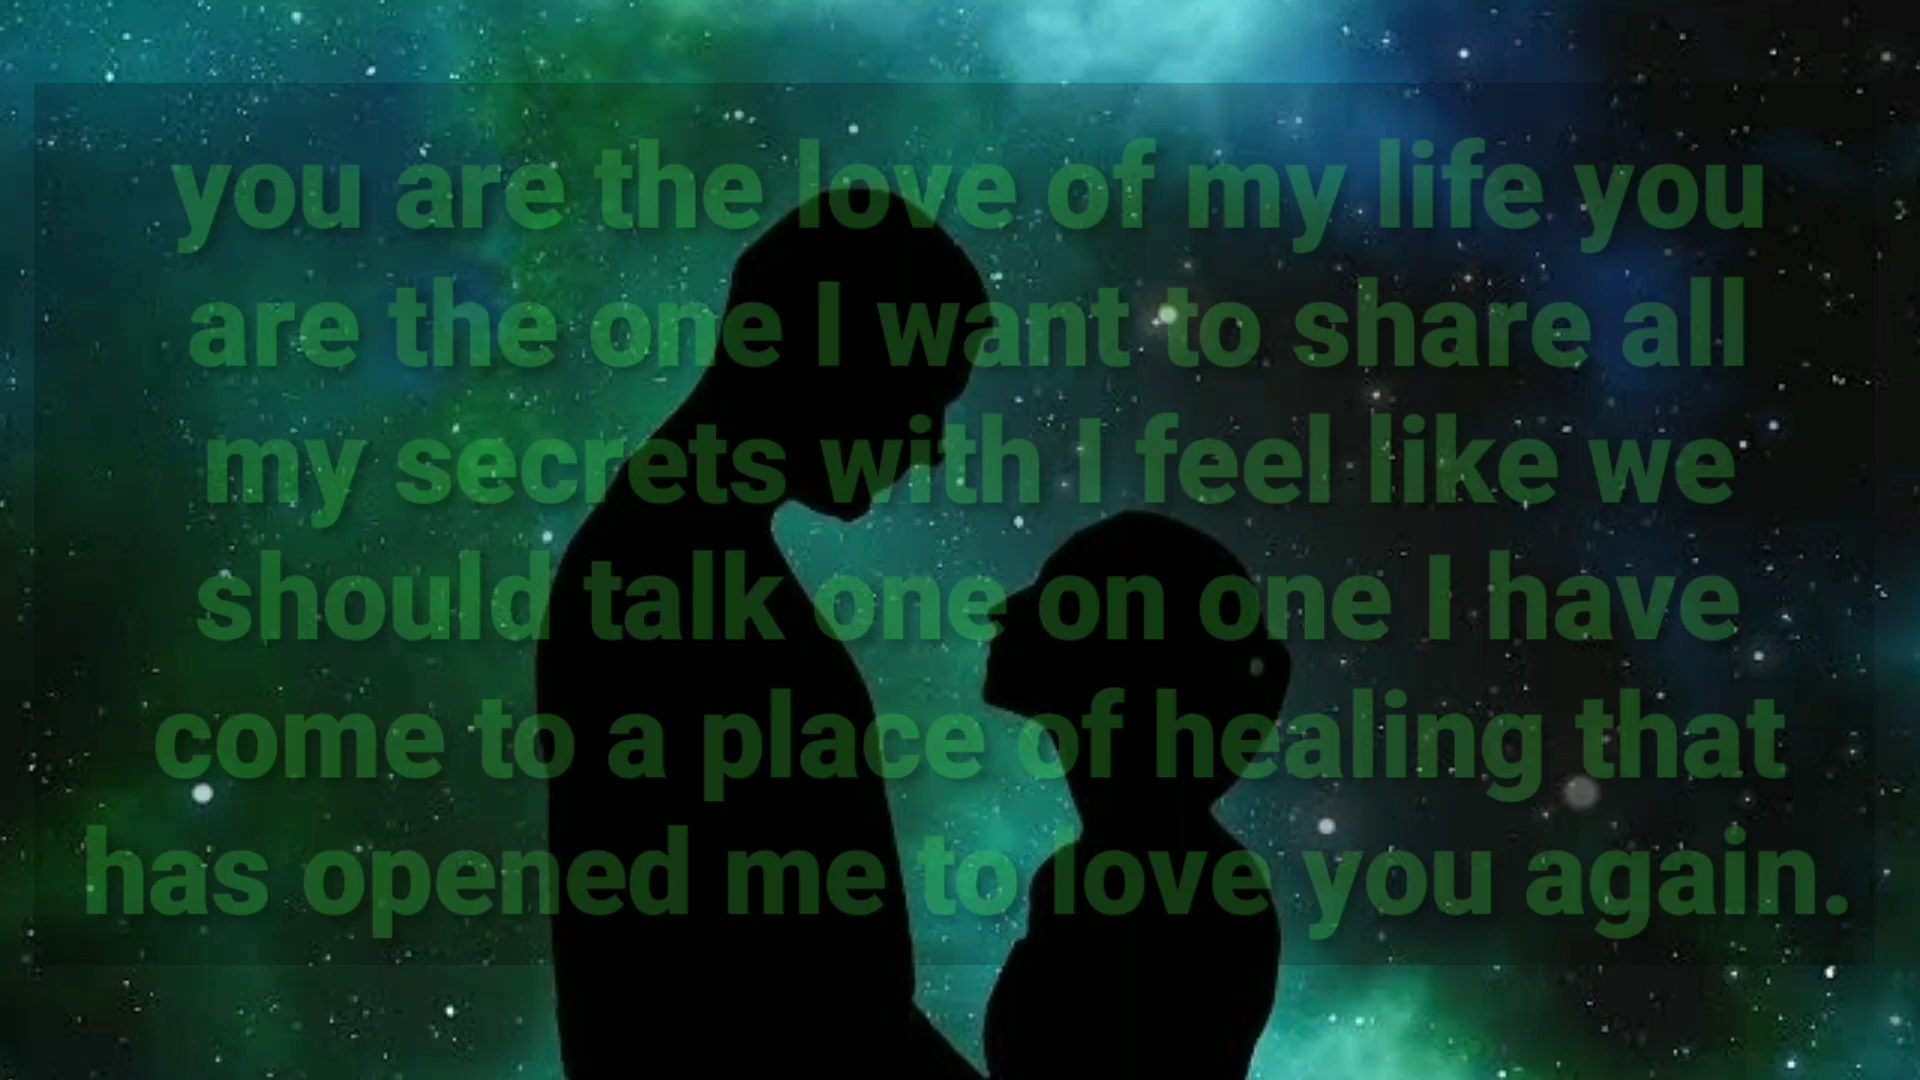 you are the love of my life you
are the one I want to share all
my secrets with I feel like we
should talk one on one I have
come to a place of healing that
has opened me to love you again.